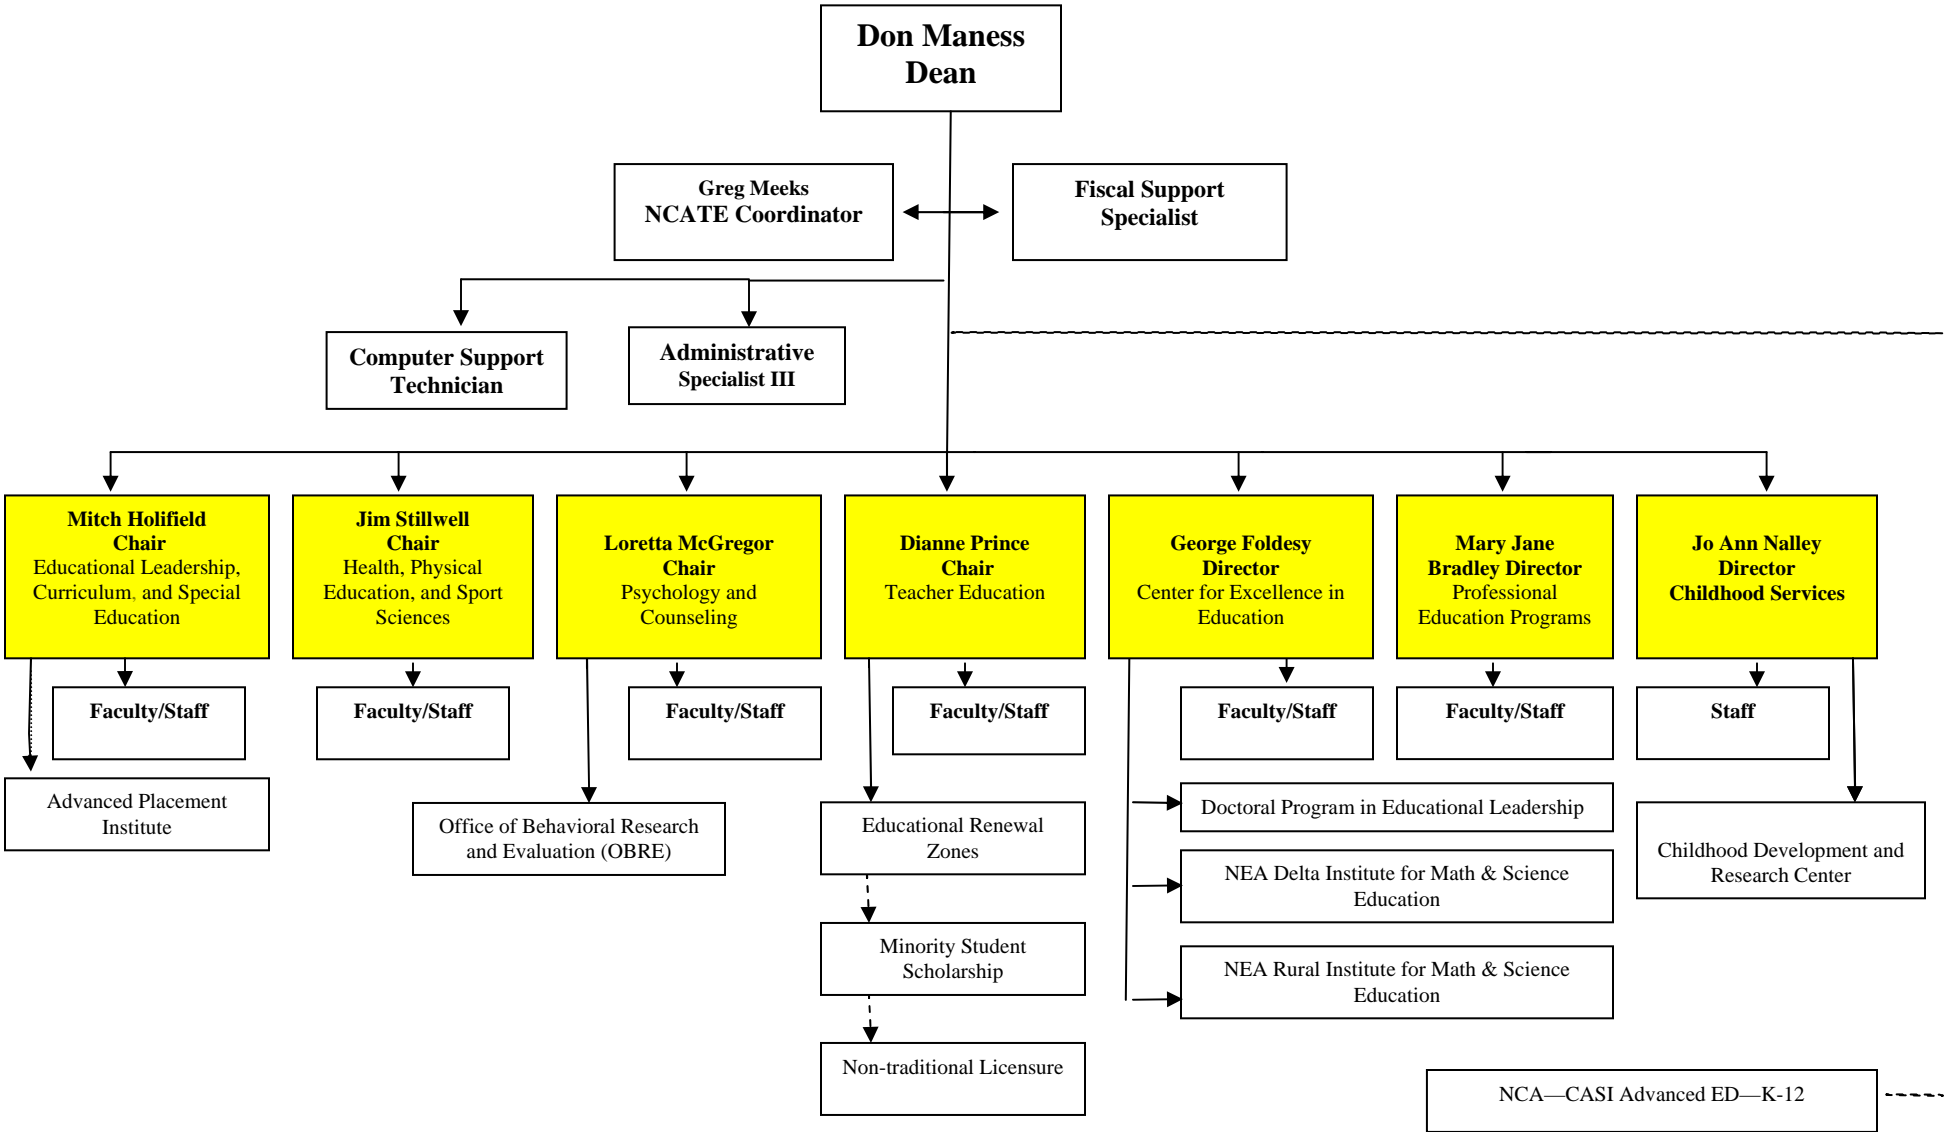 Don Maness
Dean
Greg Meeks
NCATE Coordinator
Fiscal Support
Specialist
Computer Support
Technician
Administrative
Specialist III
Mitch Holifield
Chair
Educational Leadership,
Curriculum, and Special
Education
Jim Stillwell
Chair
Health, Physical
Education, and Sport
Sciences
Loretta McGregor
Chair
Psychology and
Counseling
Dianne Prince
Chair
Teacher Education
George Foldesy
Director
Center for Excellence in
Education
Mary Jane
Bradley Director
Professional
Education Programs
Jo Ann Nalley
Director
Childhood Services
Faculty/Staff
Faculty/Staff
Faculty/Staff
Faculty/Staff
Faculty/Staff
Faculty/Staff
Staff
Advanced Placement
Institute
Office of Behavioral Research
and Evaluation (OBRE)
Educational Renewal
Zones
Doctoral Program in Educational Leadership
NEA Delta Institute for Math & Science
Education
Childhood Development and
Research Center
Minority Student
Scholarship
NEA Rural Institute for Math & Science
Education
Non-traditional Licensure
NCA—CASI Advanced ED—K-12